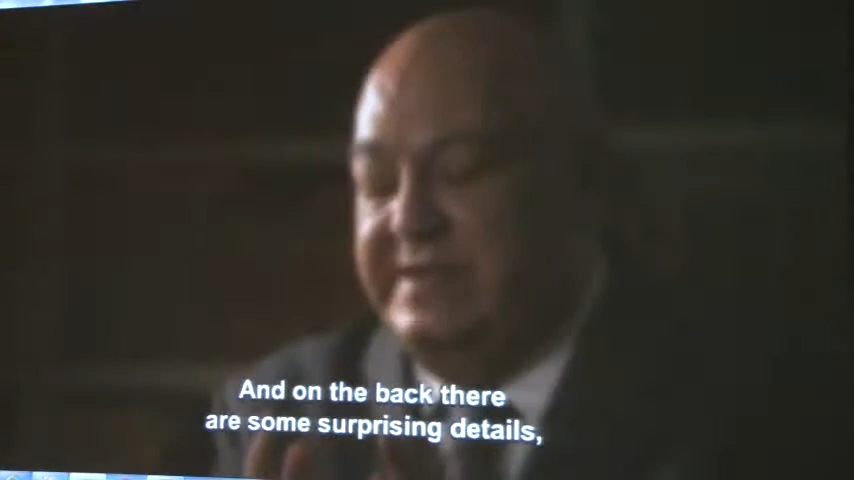 And on the back there
are some surprising details,